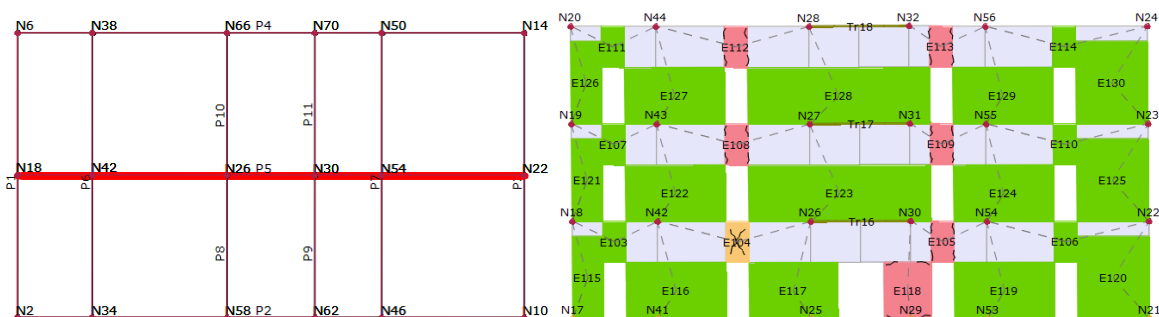 N6 N38 N66 P4 N70 N50 N14
P10 P11
N18 N42 N26 P5 N30 N54 N22
P1 P6 P7
P8 P9
N2 N34 N58 P2 N62 N46 N10
N20 N44 N28 N32 N56 N24
Tr18
E111 E112 E113 E114
E126 E127 E128 E129 E130
N19 N43 N27 N31 N55 N23
Tr17
E107 E108 E109 E110
E121 E122 E123 E124 E125
N18 N42 N26 N30 N54 N22
Tr16
E103 E104 E105 E106
E115 E116 E117 E118 E119 E120
N17 N41 N25 N29 N53 N21